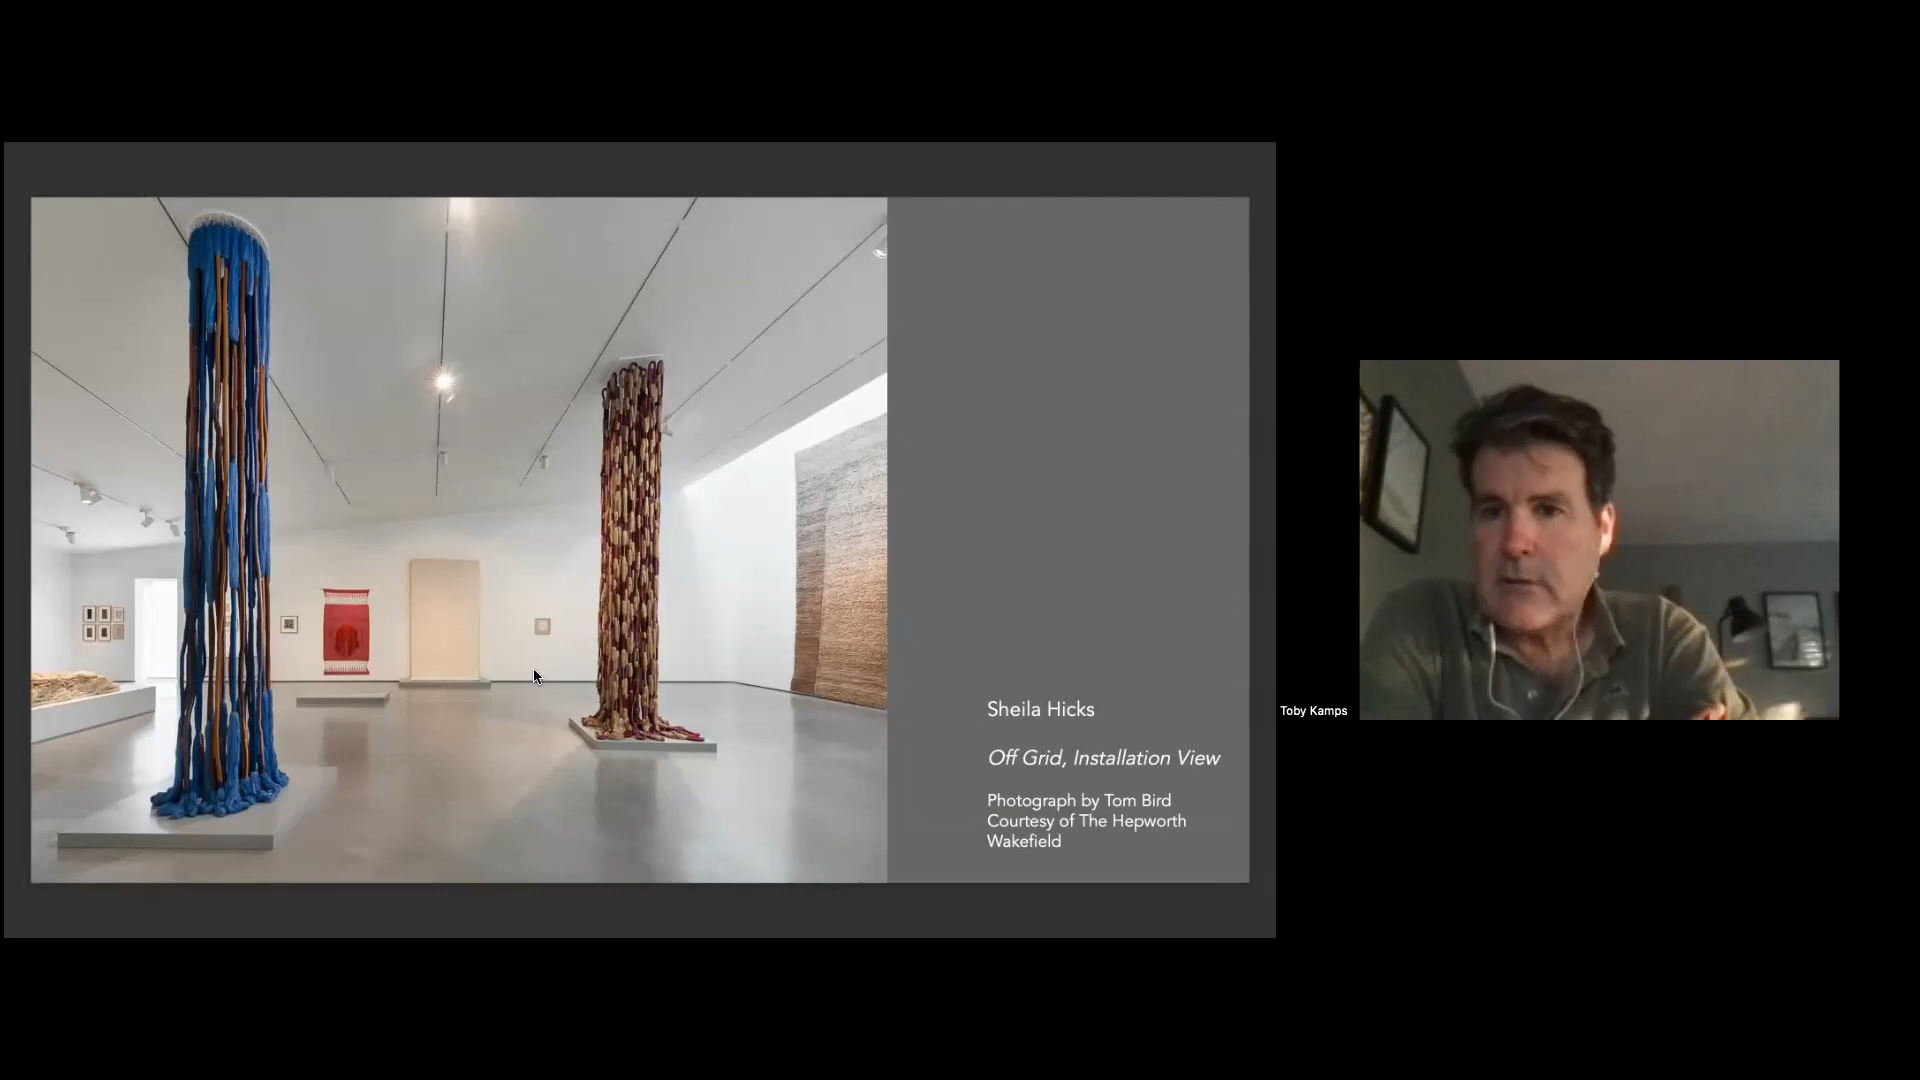 Sheila Hicks
Off Grid, Installation View
Photograph by Tom Bird
Courtesy of The Hepworth
Wakefield
Toby Kamps